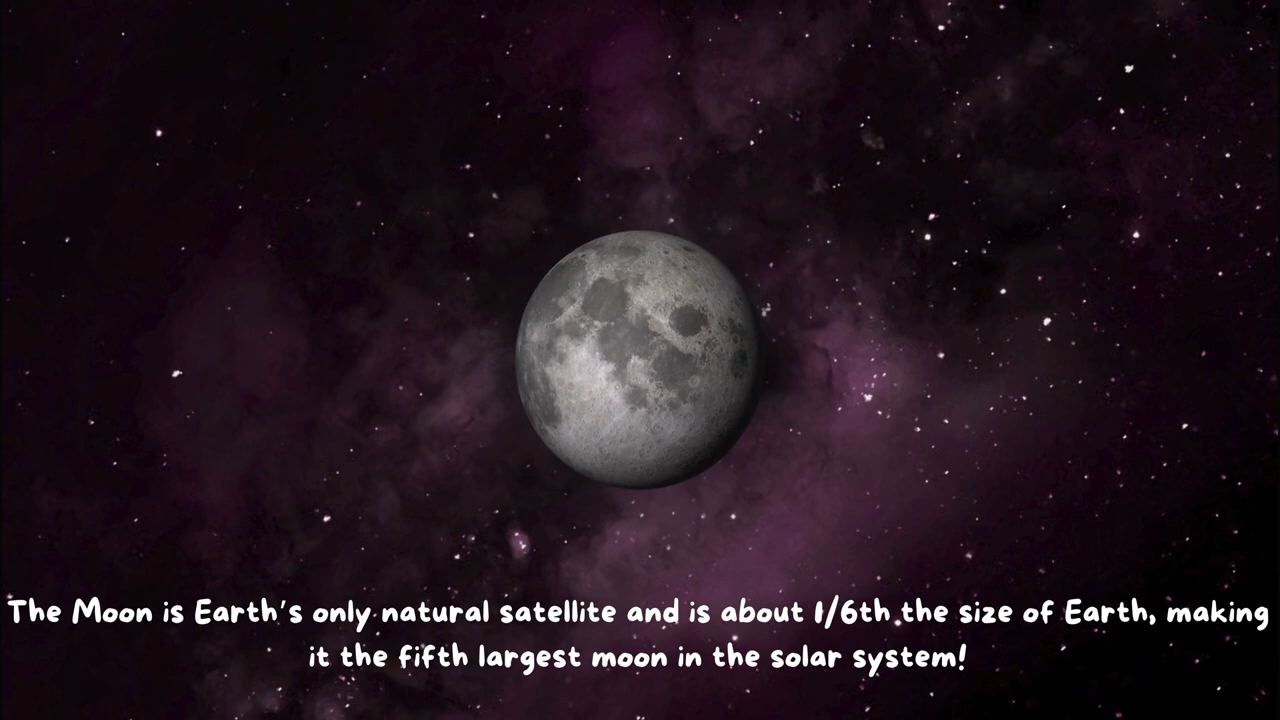 The Moon is Earth's only natural satellite and is about 1/6th the size of Earth, making
it the fifth largest moon in the solar system!